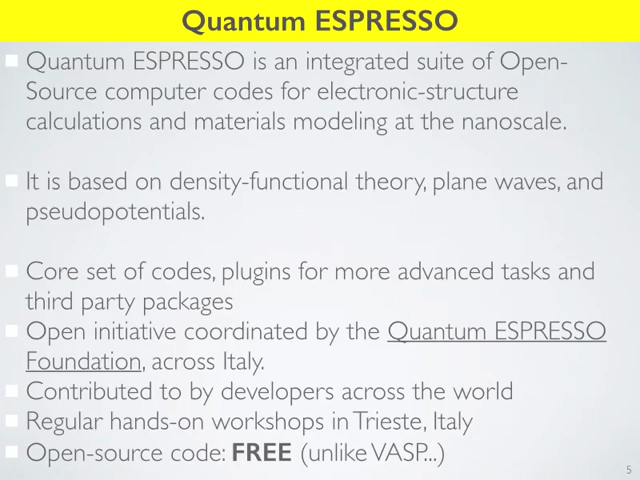 Quantum ESPRESSO
Quantum ESPRESSO is an integrated suite of Open-
Source computer codes for electronic-structure
calculations and materials modeling at the nanoscale.
It is based on density-functional theory, plane waves, and
pseudopotentials.
Core set of codes, plugins for more advanced tasks and
third party packages
Open initiative coordinated by the Quantum ESPRESSO
Foundation, across Italy.
Contributed to by developers across the world
Regular hands-on workshops in Trieste, Italy
Open-source code: FREE (unlike VASP...)
5